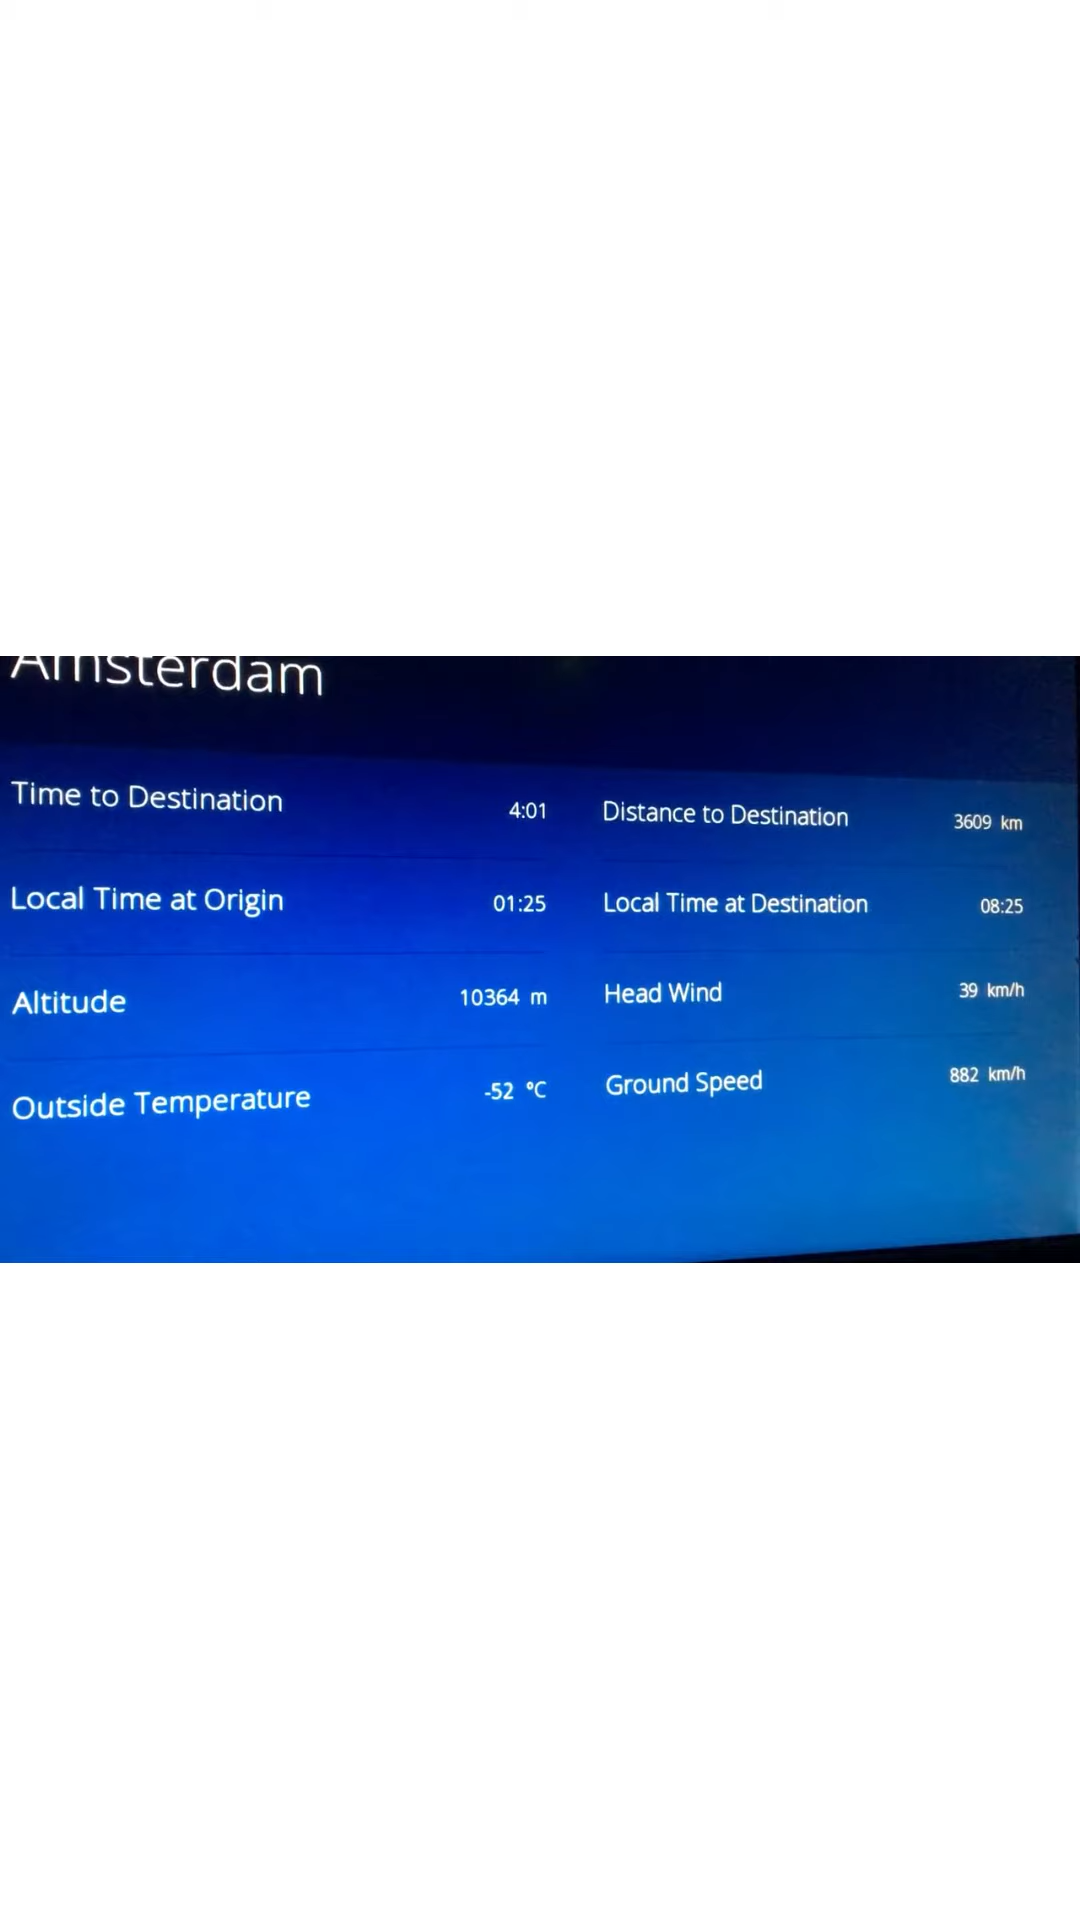 Amsterdam
Time to Destination 4:01
Distance to Destination 3609 km
Local Time at Origin 01:25
Local Time at Destination 08:25
Altitude 10364 m
Head Wind 39 km/h
Outside Temperature -52 °C
Ground Speed 882 km/h